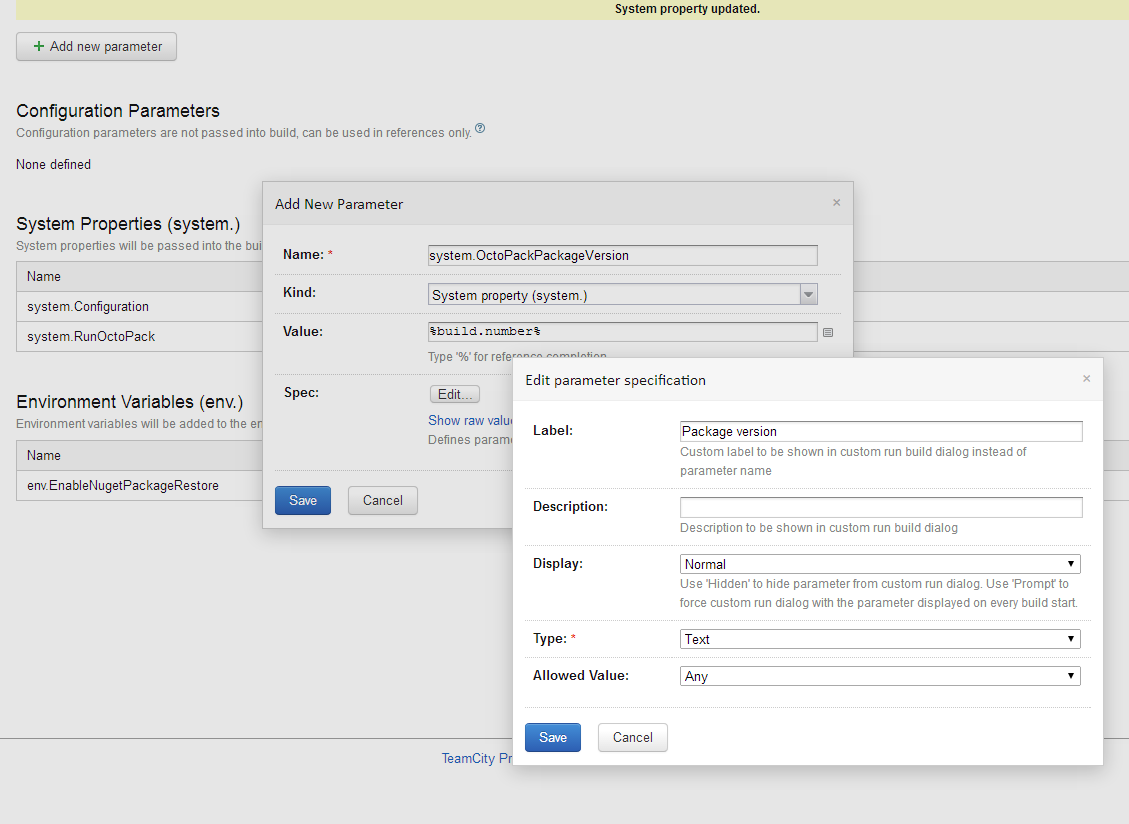 System property updated.
+ Add new parameter
Configuration Parameters
Configuration parameters are not passed into build, can be used in references only. ?
None defined
System Properties (system.)
System properties will be passed into the bui
Name
system.Configuration
system.RunOctoPack
Environment Variables (env.)
Environment variables will be added to the en
Name
env.EnableNugetPackageRestore
Add New Parameter ×
Name: * system.OctoPackPackageVersion
Kind: System property (system.)
Value: %build.number%
Type '%' for reference completion
Spec: Edit...
Show raw value
Defines parame
Save Cancel
Edit parameter specification ×
Label: Package version
Custom label to be shown in custom run build dialog instead of
parameter name
Description:
Description to be shown in custom run build dialog
Display: Normal
Use 'Hidden' to hide parameter from custom run dialog. Use 'Prompt' to
force custom run dialog with the parameter displayed on every build start.
Type: * Text
Allowed Value: Any
Save Cancel
TeamCity Pr